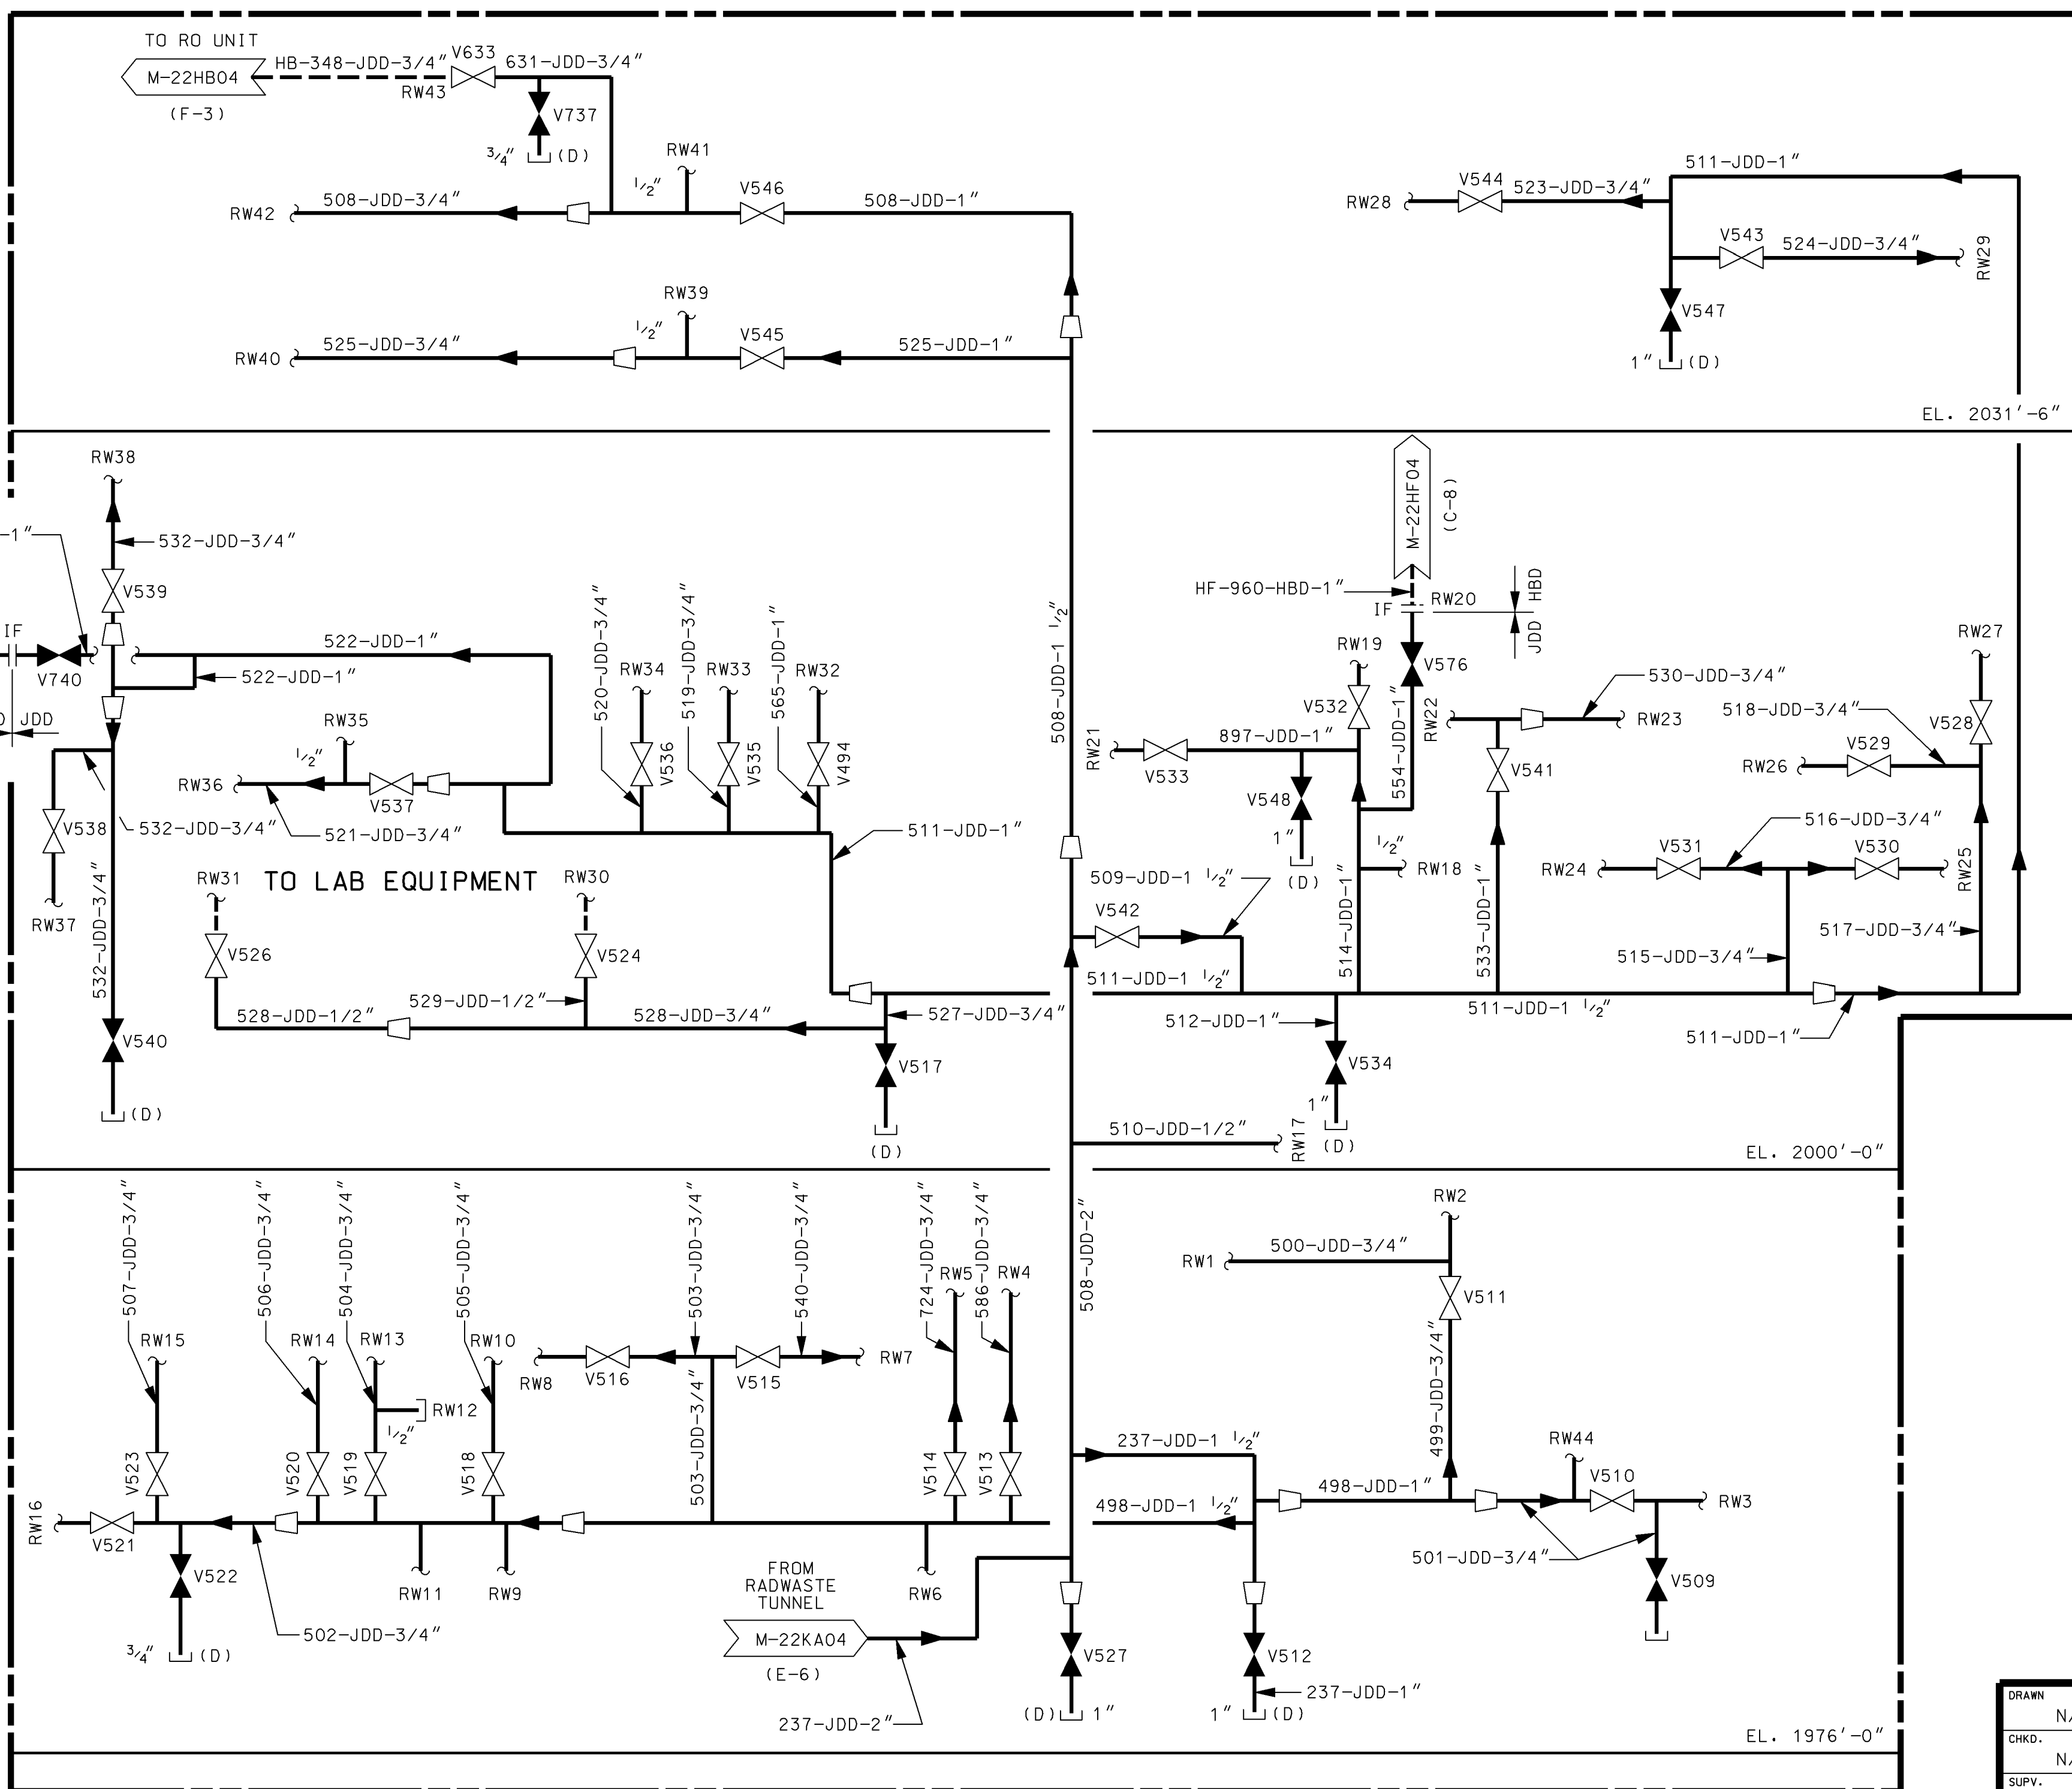 TO RO UNIT
M-22HB04
(F-3)
HB-348-JDD-3/4"
RW43
V633
631-JDD-3/4"
V737
3/4" (D)
RW41
1/2"
V546
508-JDD-3/4"
RW42
508-JDD-1"
RW39
1/2"
V545
525-JDD-3/4"
RW40
525-JDD-1"
511-JDD-1"
V544
523-JDD-3/4"
RW28
V543
524-JDD-3/4"
RW29
V547
1" (D)
EL. 2031'-6"
RW38
-1"
532-JDD-3/4"
V539
IF
V740
JDD
522-JDD-1"
522-JDD-1"
RW35
1/2"
RW36
V537
521-JDD-3/4"
V538
532-JDD-3/4"
RW37
532-JDD-3/4"
V540
(D)
520-JDD-3/4"
519-JDD-3/4"
565-JDD-1"
RW34
RW33
RW32
V536
V535
V494
511-JDD-1"
TO LAB EQUIPMENT
RW31
RW30
V526
V524
529-JDD-1/2"
528-JDD-1/2"
528-JDD-3/4"
527-JDD-3/4"
V517
(D)
508-JDD-1 1/2"
M-22HF04
(C-8)
HF-960-HBD-1"
IF
RW20
HBD
JDD
RW19
V576
V532
RW21
897-JDD-1"
V533
V548
1"
(D)
554-JDD-1"
1/2"
RW18
514-JDD-1"
RW22
530-JDD-3/4"
RW23
V541
533-JDD-1"
RW27
518-JDD-3/4"
V528
V529
RW26
516-JDD-3/4"
V531
V530
RW24
RW25
517-JDD-3/4"
515-JDD-3/4"
509-JDD-1 1/2"
V542
511-JDD-1 1/2"
511-JDD-1 1/2"
512-JDD-1"
V534
1"
(D)
511-JDD-1"
510-JDD-1/2"
RW17
EL. 2000'-0"
507-JDD-3/4"
506-JDD-3/4"
504-JDD-3/4"
505-JDD-3/4"
503-JDD-3/4"
540-JDD-3/4"
724-JDD-3/4"
586-JDD-3/4"
508-JDD-2"
RW15
RW14
RW13
RW10
RW5
RW4
RW8
V516
V515
RW7
RW12
1/2"
V523
V520
V519
V518
503-JDD-3/4"
V514
V513
RW16
V521
V522
RW11
RW9
RW6
502-JDD-3/4"
3/4" (D)
FROM
RADWASTE
TUNNEL
M-22KA04
(E-6)
237-JDD-2"
V527
(D) 1"
RW2
500-JDD-3/4"
RW1
V511
499-JDD-3/4"
237-JDD-1 1/2"
498-JDD-1"
498-JDD-1 1/2"
RW44
V510
RW3
501-JDD-3/4"
V509
V512
237-JDD-1"
1" (D)
EL. 1976'-0"
DRAWN
N/
CHKD.
N/
SUPV.